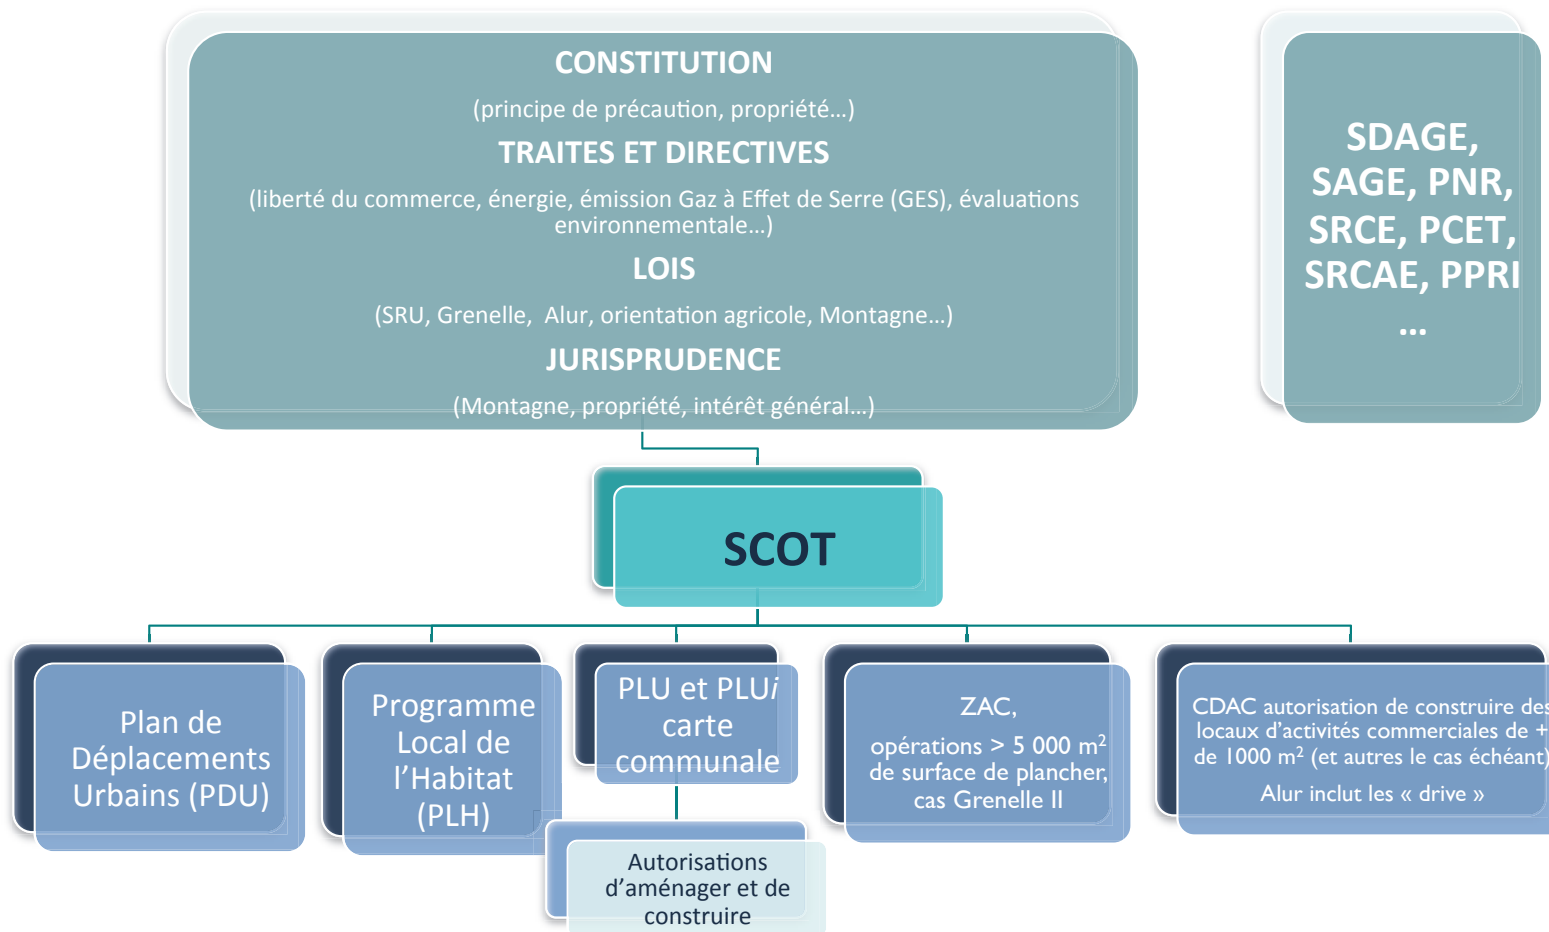 CONSTITUTION
(principe de précaution, propriété…)
TRAITES ET DIRECTIVES
(liberté du commerce, énergie, émission Gaz à Effet de Serre (GES), évaluations
environnementale…)
LOIS
(SRU, Grenelle,  Alur, orientation agricole, Montagne…)
JURISPRUDENCE
(Montagne, propriété, intérêt général…)
SDAGE,
SAGE, PNR,
SRCE, PCET,
SRCAE, PPRI
…
SCOT
Plan de
Déplacements
Urbains (PDU)
Programme
Local de
l’Habitat
(PLH)
PLU et PLUi
carte
communale
Autorisations
d’aménager et de
construire
ZAC,
opérations > 5 000 m²
de surface de plancher,
cas Grenelle II
CDAC autorisation de construire des
locaux d’activités commerciales de +
de 1000 m² (et autres le cas échéant)
Alur inclut les « drive »